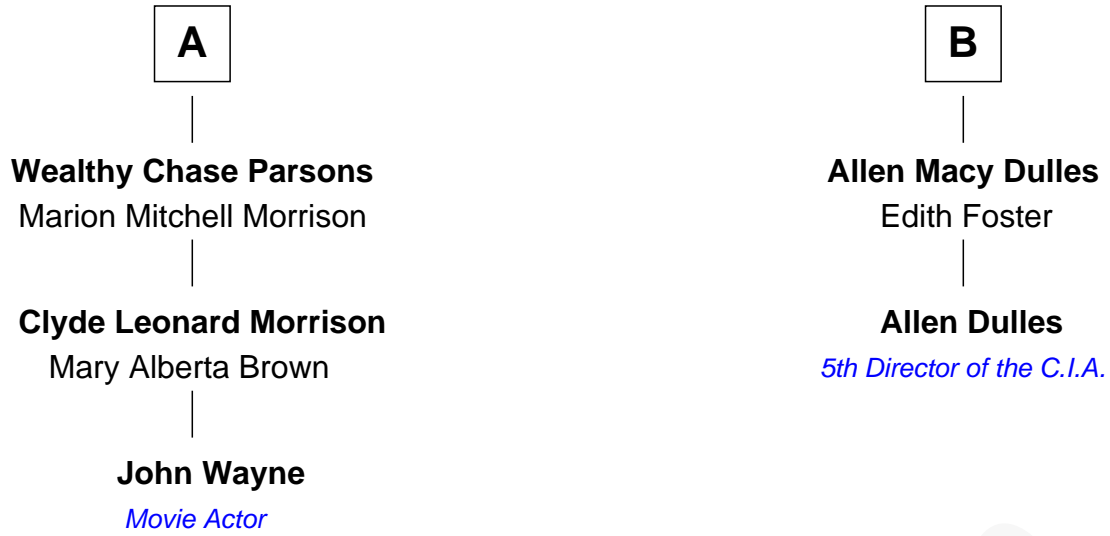 A
Wealthy Chase Parsons
Marion Mitchell Morrison
Clyde Leonard Morrison
Mary Alberta Brown
John Wayne
Movie Actor
B
Allen Macy Dulles
Edith Foster
Allen Dulles
5th Director of the C.I.A.